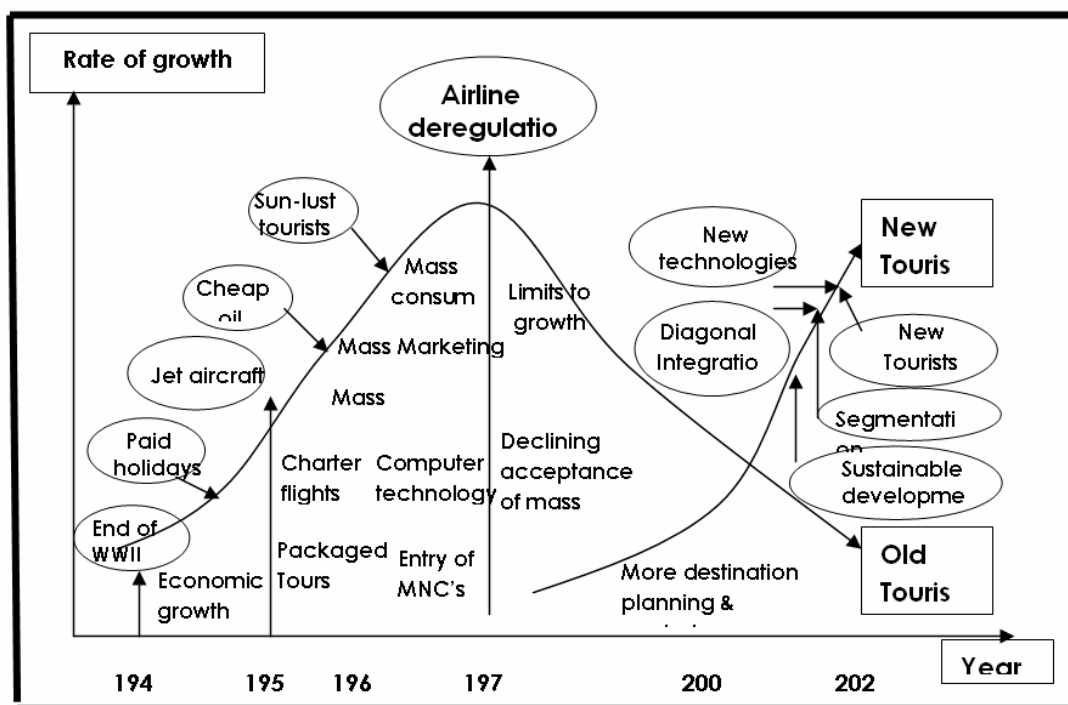 Rate of growth
Airline
deregulatio
Sun-lust
tourists
Cheap
oil
Jet aircraft
Paid
holidays
End of
WWII
Economic
growth
Mass
consum
Mass Marketing
Mass
Charter
flights
Computer
technology
Packaged
Tours
Entry of
MNC's
Limits to
growth
Declining
acceptance
of mass
New
technologies
Diagonal
Integratio
New
Touris
New
Tourists
Segmentati
on
Sustainable
developme
More destination
planning &
Old
Touris
Year
194
195
196
197
200
202